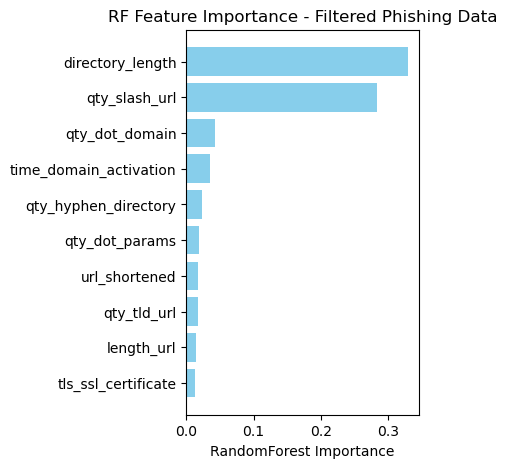 RF Feature Importance - Filtered Phishing Data
directory_length
qty_slash_url
qty_dot_domain
time_domain_activation
qty_hyphen_directory
qty_dot_params
url_shortened
qty_tld_url
length_url
tls_ssl_certificate
0.0 0.1 0.2 0.3
RandomForest Importance